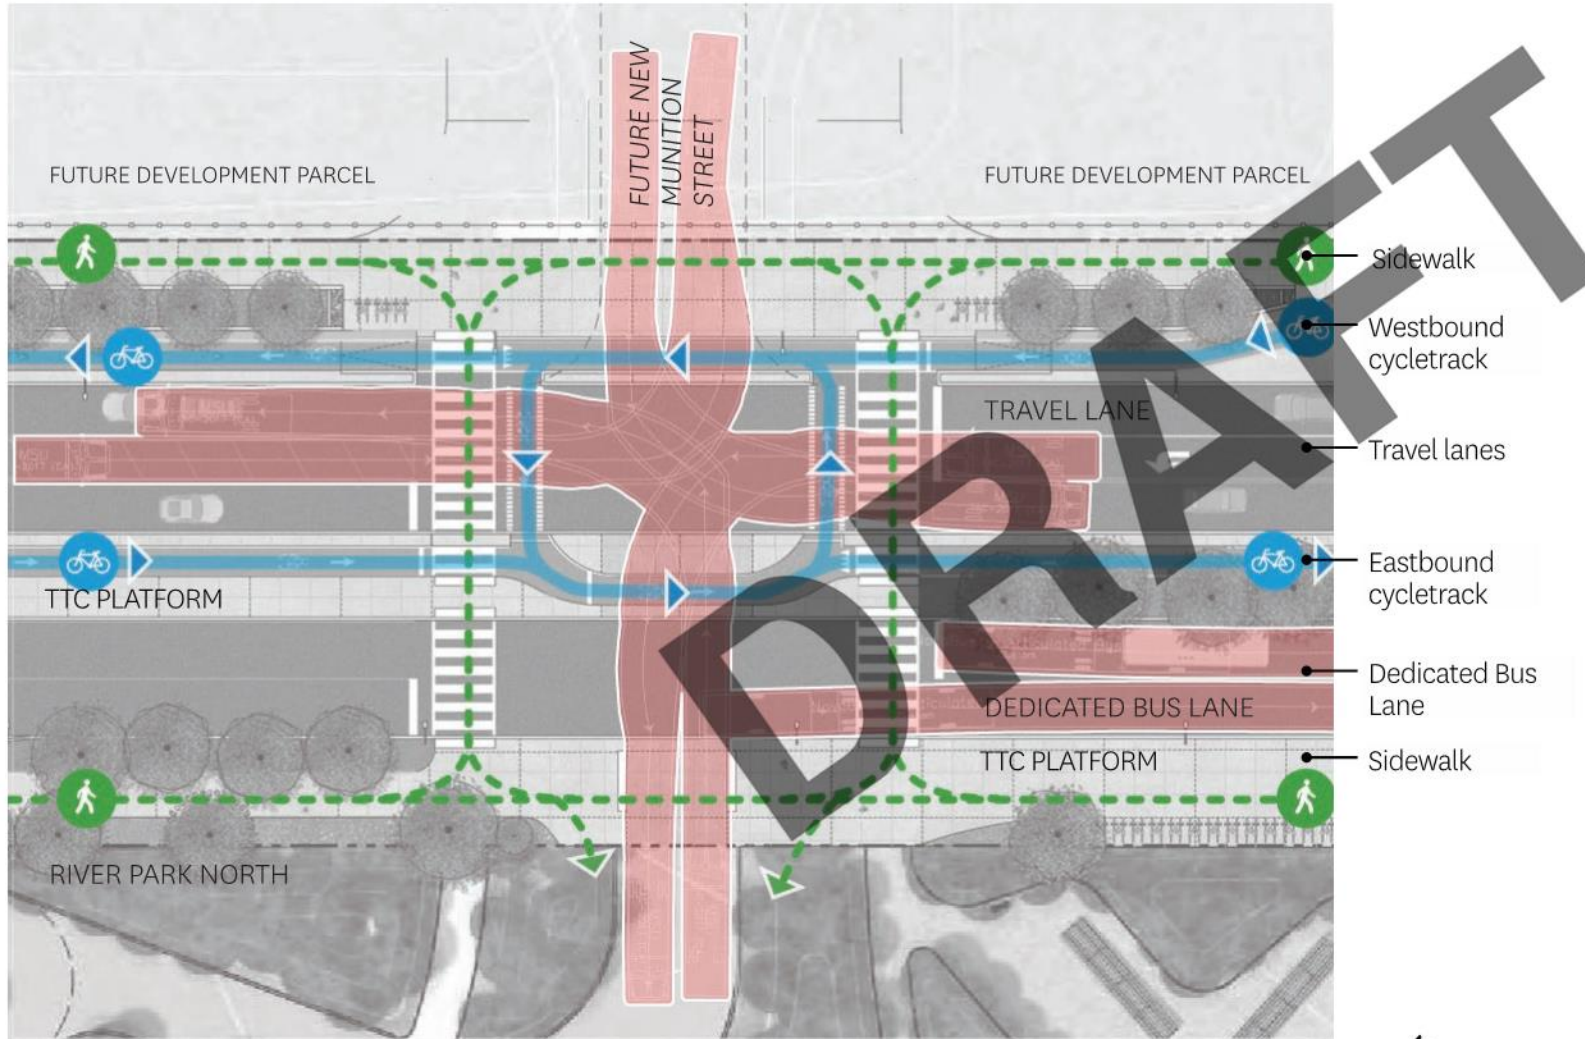 FUTURE NEW
MUNITION
STREET
FUTURE DEVELOPMENT PARCEL
FUTURE DEVELOPMENT PARCEL
Sidewalk
Westbound
cycletrack
TRAVEL LANE
Travel lanes
Eastbound
cycletrack
TTC PLATFORM
Dedicated Bus
Lane
DEDICATED BUS LANE
TTC PLATFORM
Sidewalk
RIVER PARK NORTH
DRAFT